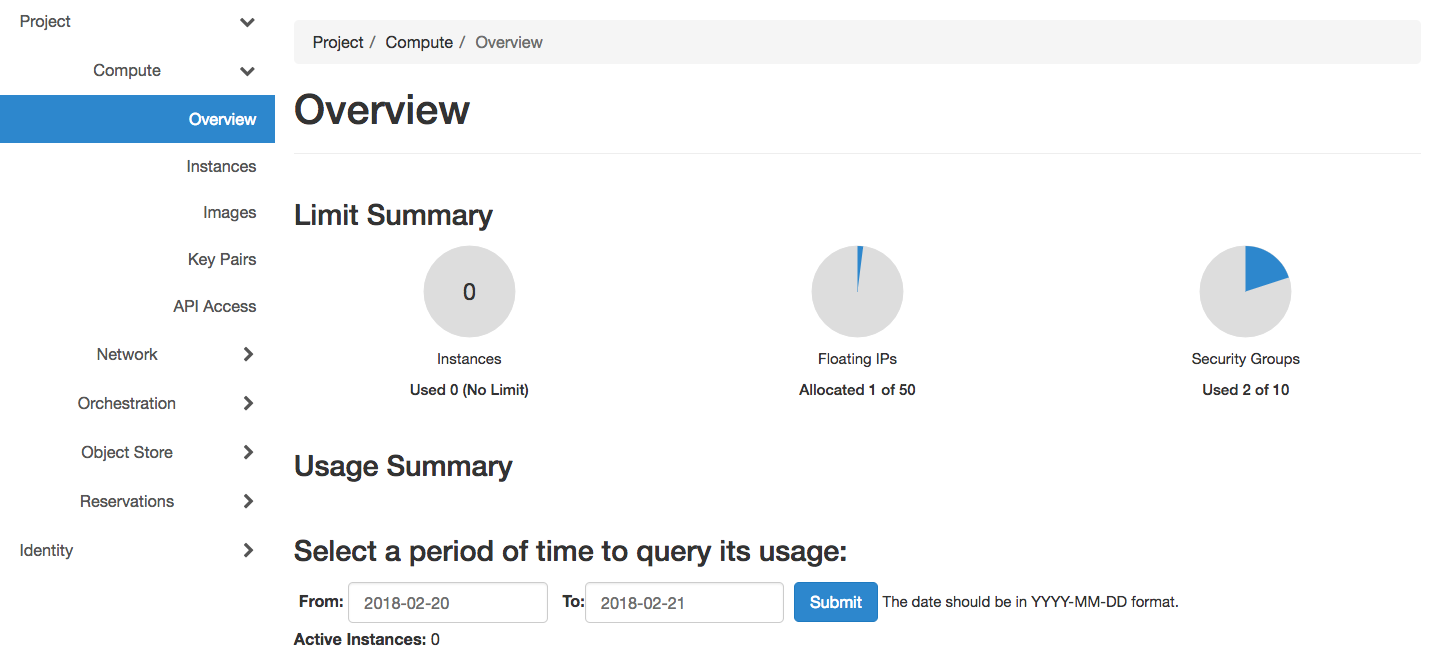 Project
Compute
Overview
Instances
Images
Key Pairs
API Access
Network
Orchestration
Object Store
Reservations
Identity
Project / Compute / Overview
Overview
Limit Summary
0
Instances
Used 0 (No Limit)
Floating IPs
Allocated 1 of 50
Security Groups
Used 2 of 10
Usage Summary
Select a period of time to query its usage:
From: 2018-02-20 To: 2018-02-21 Submit The date should be in YYYY-MM-DD format.
Active Instances: 0